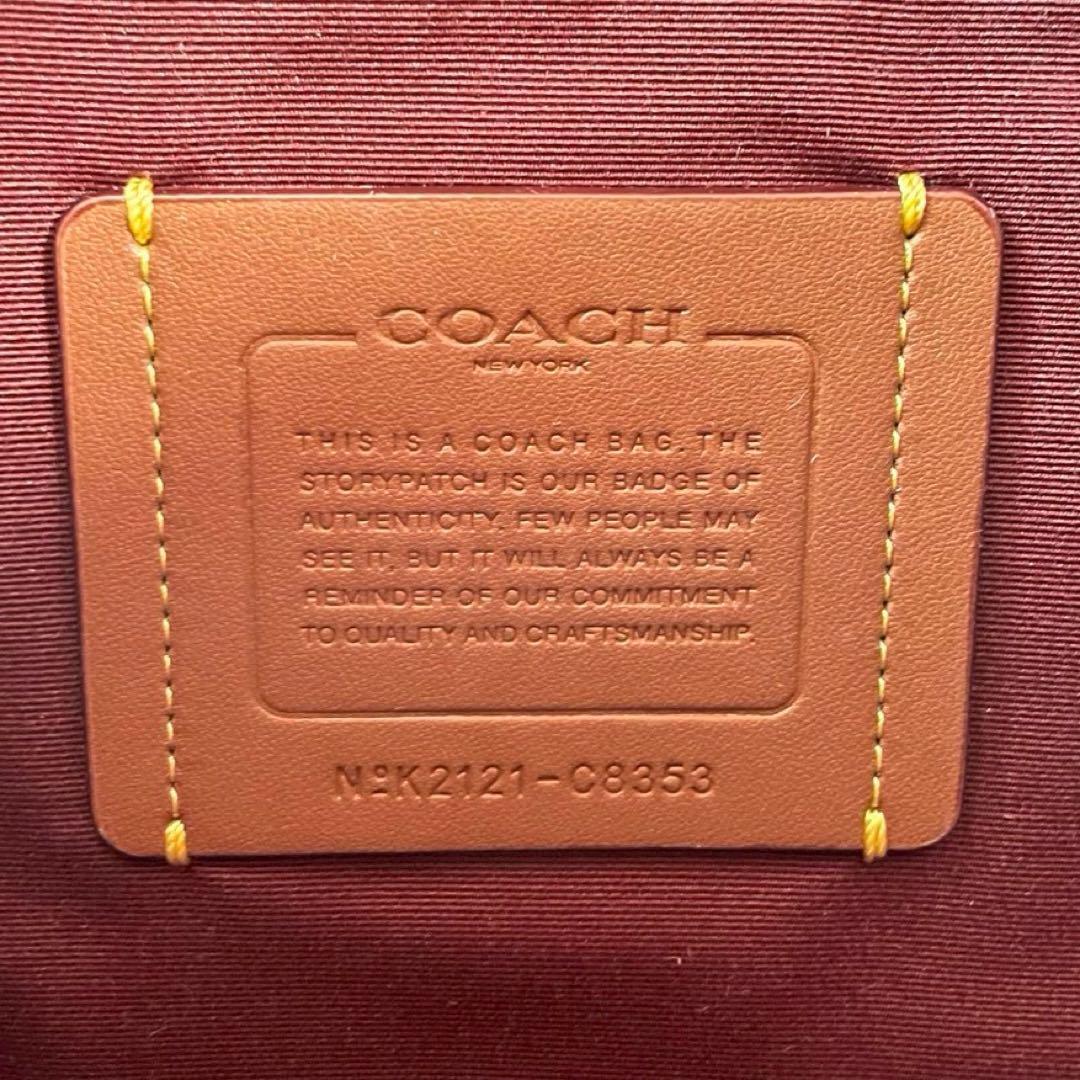 COACH
NEW YORK
THIS IS A COACH BAG. THE
STORYPATCH IS OUR BADGE OF
AUTHENTICITY. FEW PEOPLE MAY
SEE IT, BUT IT WILL ALWAYS BE A
REMINDER OF OUR COMMITMENT
TO QUALITY AND CRAFTSMANSHIP.
NºK2121-C8353